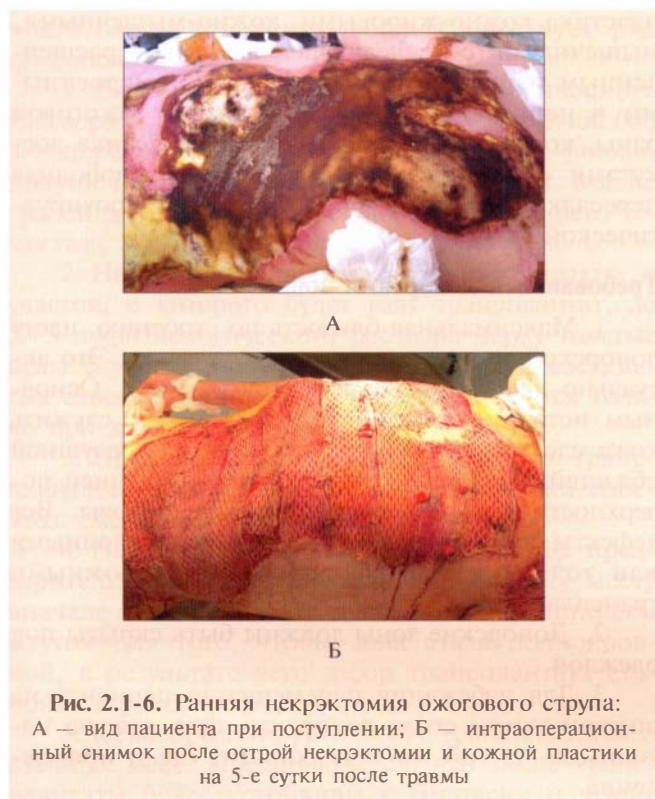 А
Б
Рис. 2.1-6. Ранняя некрэктомия ожогового струпа:
А — вид пациента при поступлении; Б — интраоперацион-
ный снимок после острой некрэктомии и кожной пластики
на 5-е сутки после травмы